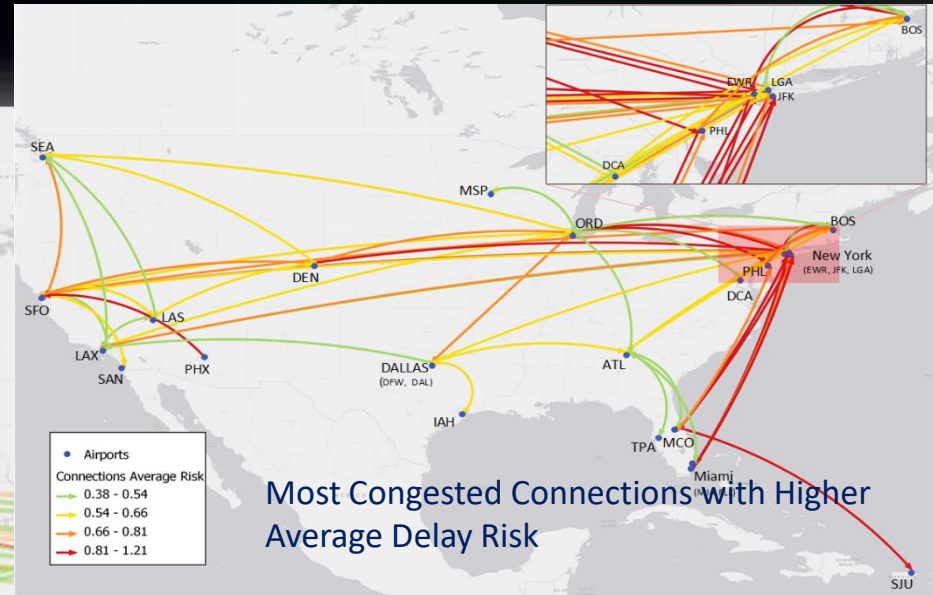 BOS
EWR
LGA
JFK
PHL
DCA
SEA
MSP
ORD
BOS
New York
(EWR, JFK, LGA)
DEN
PHL
DCA
SFO
LAS
LAX
SAN
PHX
DALLAS
(DFW, DAL)
ATL
IAH
TPA
MCO
Miami
SJU
Airports
Connections Average Risk
0.38 - 0.54
0.54 - 0.66
0.66 - 0.81
0.81 - 1.21
Most Congested Connections with Higher
Average Delay Risk